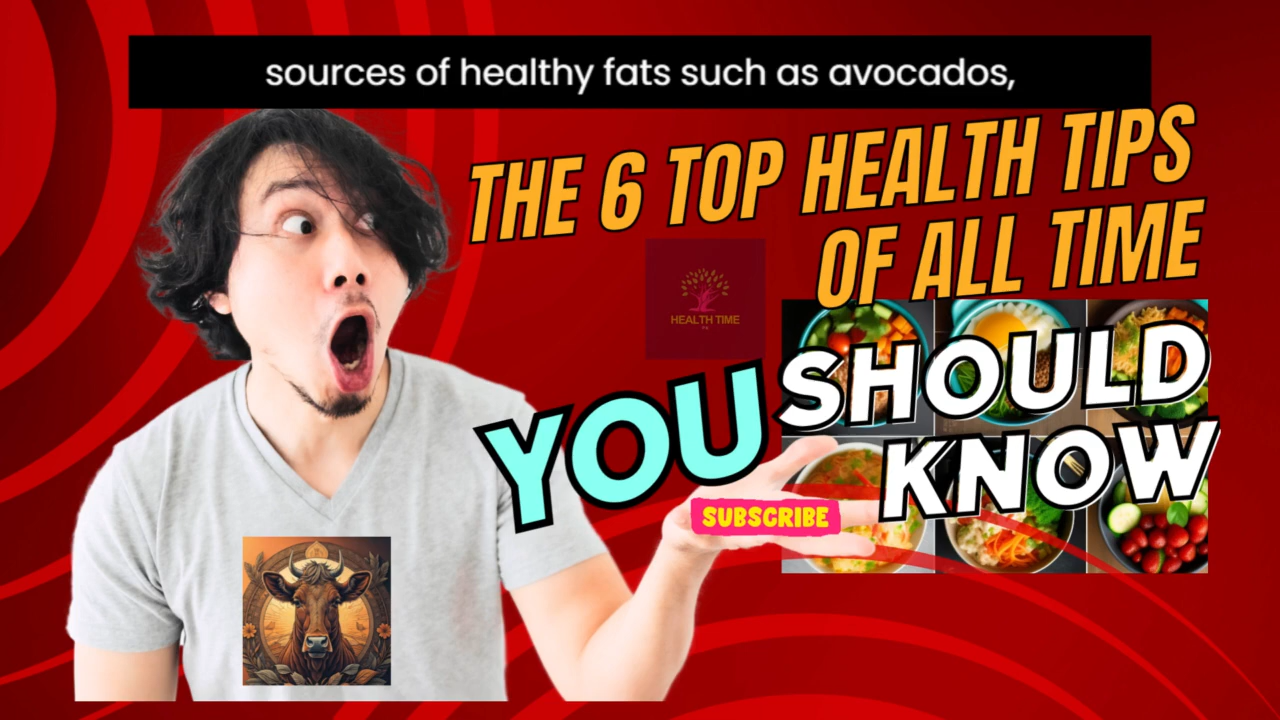 sources of healthy fats such as avocados,
THE 6 TOP HEALTH TIPS
OF ALL TIME
HEALTH TIME
YOU
SHOULD
KNOW
SUBSCRIBE